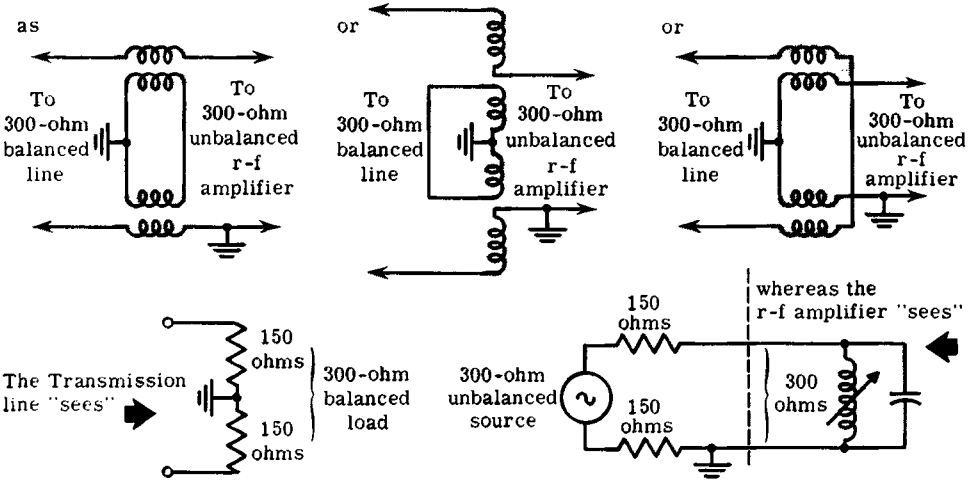 as
To
300-ohm
balanced
line
To
300-ohm
unbalanced
r-f
amplifier
or
To
300-ohm
balanced
line
To
300-ohm
unbalanced
r-f
amplifier
or
To
300-ohm
balanced
line
To
300-ohm
unbalanced
r-f
amplifier
The Transmission
line "sees"
150
ohms
150
ohms
300-ohm
balanced
load
300-ohm
unbalanced
source
150
ohms
150
ohms
whereas the
r-f amplifier "sees"
300
ohms